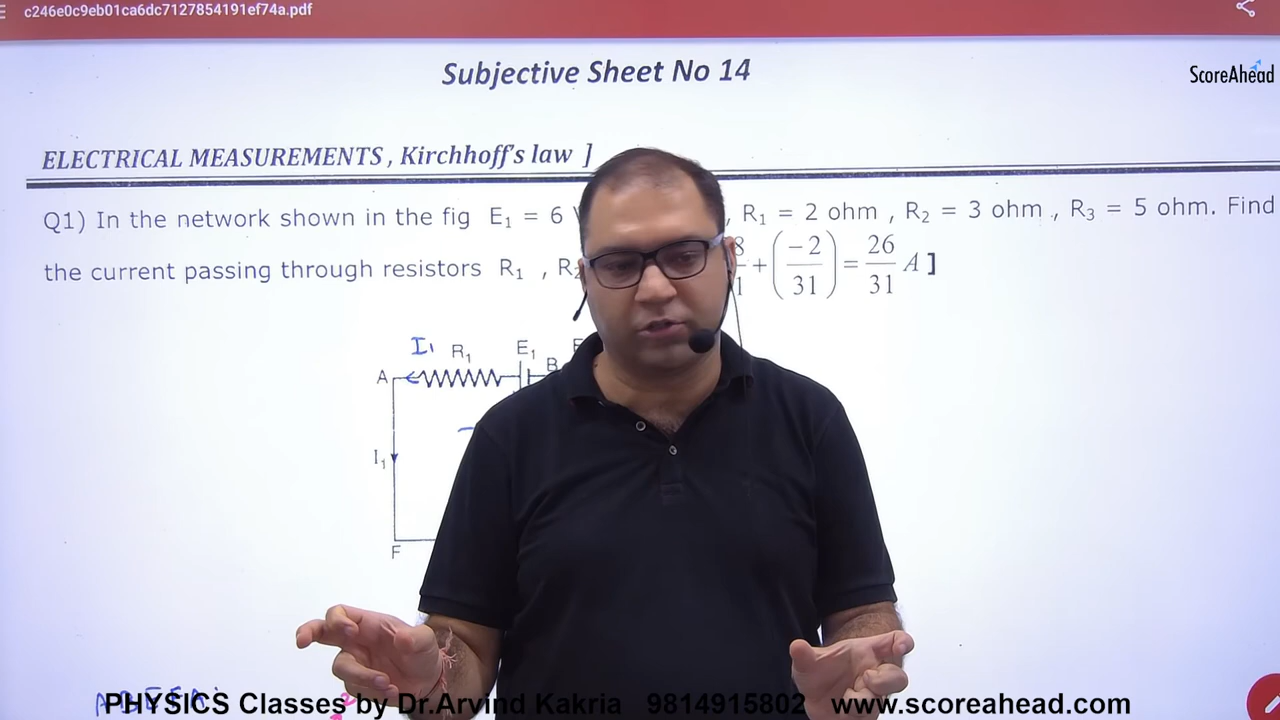 c246e0c9eb01ca6dc7127854191ef74a.pdf
Subjective Sheet No 14
ScoreAhead
ELECTRICAL MEASUREMENTS , Kirchhoff's law ]
Q1) In the network shown in the fig E₁ = 6 , R₁ = 2 ohm , R₂ = 3 ohm , R₃ = 5 ohm. Find
the current passing through resistors R₁ , R₂ + (-2/31) = 26/31 A ]
I₁ R₁ E₁
A B
I₁
F
PHYSICS Classes by Dr.Arvind Kakria 9814915802 www.scoreahead.com